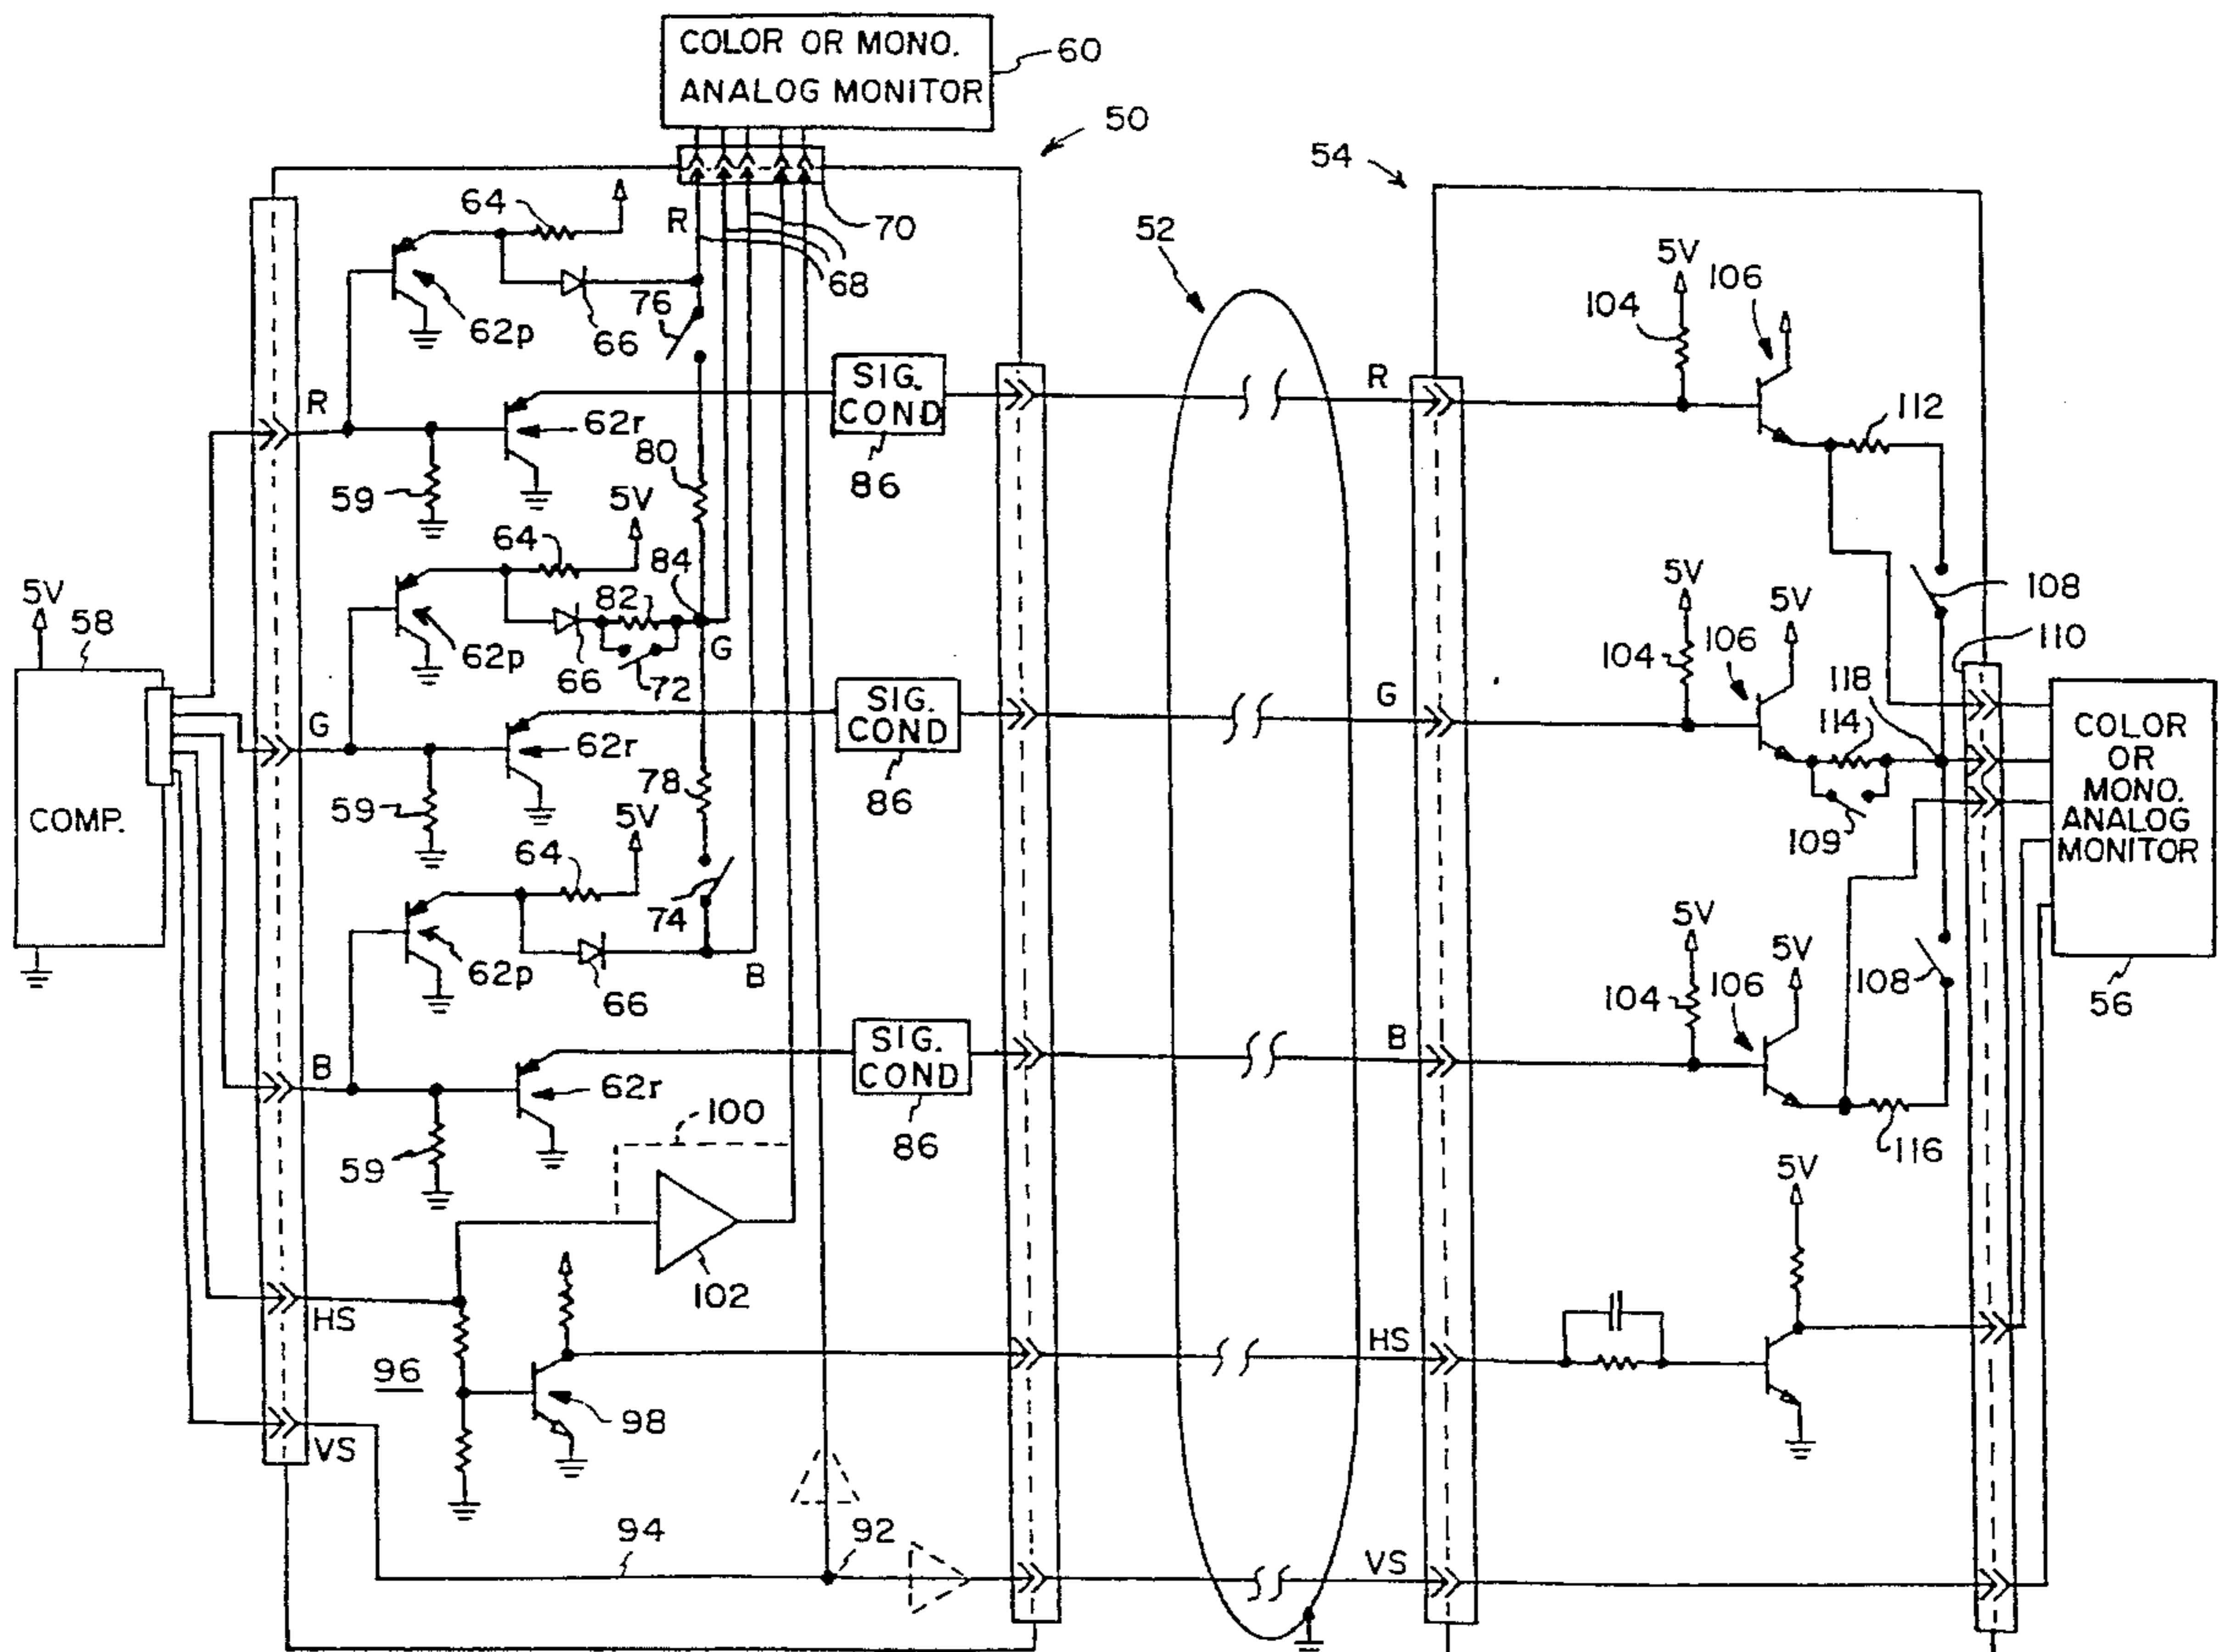 COLOR OR MONO.
ANALOG MONITOR
60
50
54
64
R
70
52
5V
106
104
62p
66
76
68
R
SIG.
COND
R
112
62r
80
86
59
5V
64
84
82
5V
58
62p
66
72
G
5V
106
5V
104
108
110
G
SIG.
COND
G
118
114
62r
78
86
COLOR
OR
MONO.
ANALOG
MONITOR
COMP.
59
5V
64
109
74
5V
106
5V
104
108
62p
66
B
56
B
SIG.
COND
B
62r
100
86
116
59
5V
102
HS
HS
96
98
VS
94
92
VS